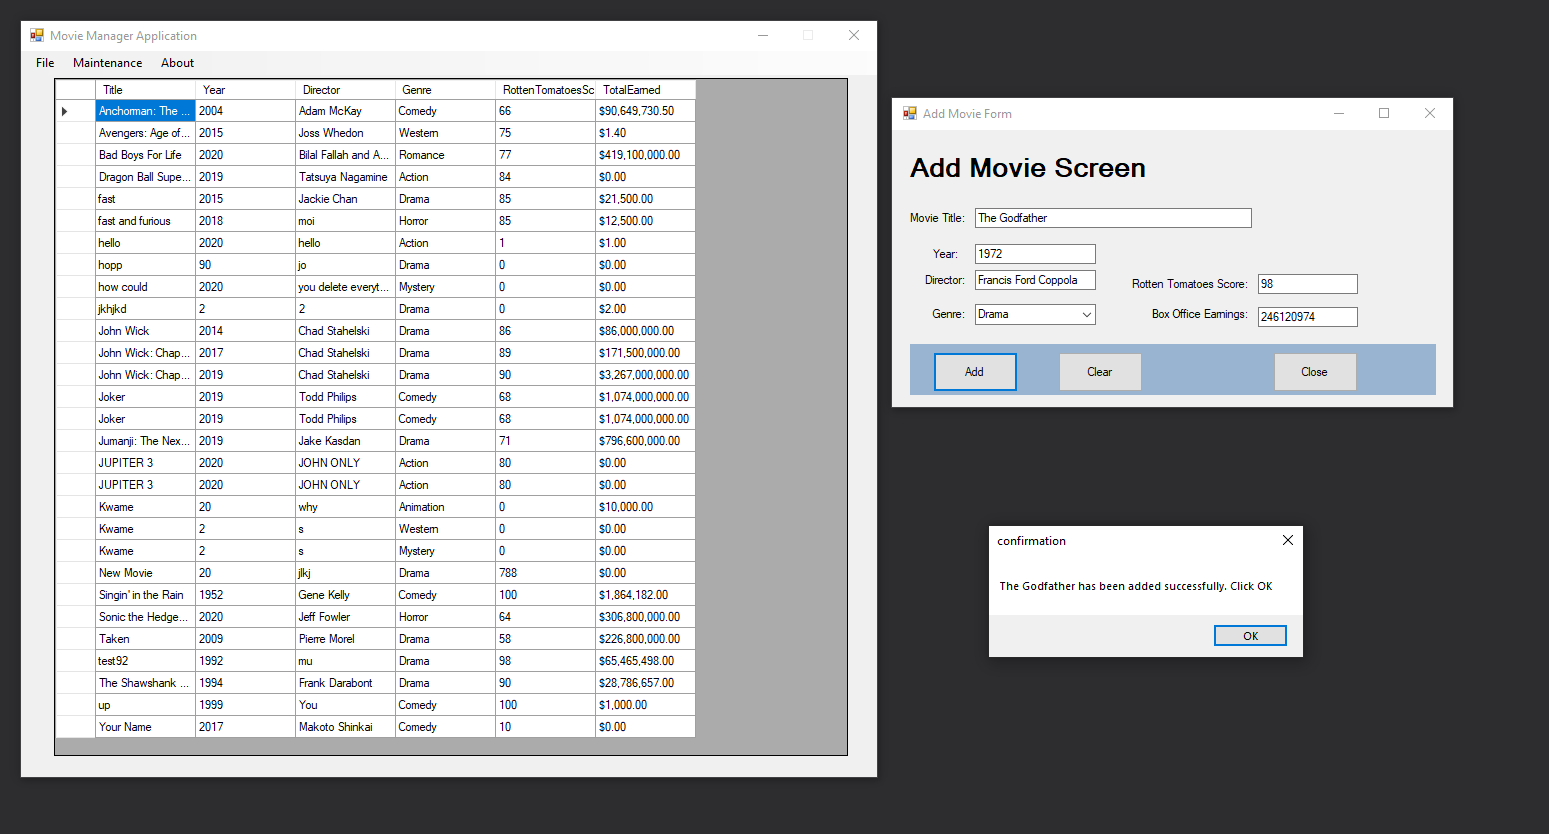 Movie Manager Application
File Maintenance About
Title Year Director Genre RottenTomatoesSc TotalEarned
Anchorman: The ... 2004 Adam McKay Comedy 66 $90,649,730.50
Avengers: Age of... 2015 Joss Whedon Western 75 $1.40
Bad Boys For Life 2020 Bilal Fallah and A... Romance 77 $419,100,000.00
Dragon Ball Supe... 2019 Tatsuya Nagamine Action 84 $0.00
fast 2015 Jackie Chan Drama 85 $21,500.00
fast and furious 2018 moi Horror 85 $12,500.00
hello 2020 hello Action 1 $1.00
hopp 90 jo Drama 0 $0.00
how could 2020 you delete everyt... Mystery 0 $0.00
jkhjkd 2 2 Drama 0 $2.00
John Wick 2014 Chad Stahelski Drama 86 $86,000,000.00
John Wick: Chap... 2017 Chad Stahelski Drama 89 $171,500,000.00
John Wick: Chap... 2019 Chad Stahelski Drama 90 $3,267,000,000.00
Joker 2019 Todd Philips Comedy 68 $1,074,000,000.00
Joker 2019 Todd Philips Comedy 68 $1,074,000,000.00
Jumanji: The Nex... 2019 Jake Kasdan Drama 71 $796,600,000.00
JUPITER 3 2020 JOHN ONLY Action 80 $0.00
JUPITER 3 2020 JOHN ONLY Action 80 $0.00
Kwame 20 why Animation 0 $10,000.00
Kwame 2 s Western 0 $0.00
Kwame 2 s Mystery 0 $0.00
New Movie 20 jlkj Drama 788 $0.00
Singin' in the Rain 1952 Gene Kelly Comedy 100 $1,864,182.00
Sonic the Hedge... 2020 Jeff Fowler Horror 64 $306,800,000.00
Taken 2009 Pierre Morel Drama 58 $226,800,000.00
test92 1992 mu Drama 98 $65,465,498.00
The Shawshank ... 1994 Frank Darabont Drama 90 $28,786,657.00
up 1999 You Comedy 100 $1,000.00
Your Name 2017 Makoto Shinkai Comedy 10 $0.00
Add Movie Form
Add Movie Screen
Movie Title: The Godfather
Year: 1972
Director: Francis Ford Coppola Rotten Tomatoes Score: 98
Genre: Drama Box Office Earnings: 246120974
Add Clear Close
confirmation
The Godfather has been added successfully. Click OK
OK